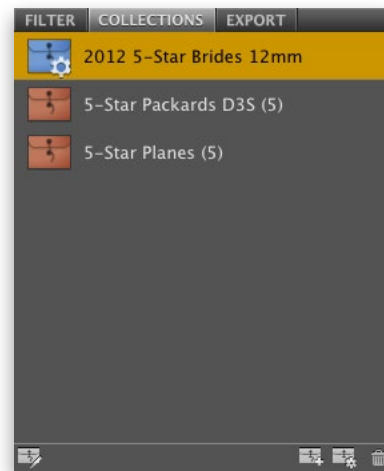 FILTER COLLECTIONS EXPORT
2012 5-Star Brides 12mm
5-Star Packards D3S (5)
5-Star Planes (5)